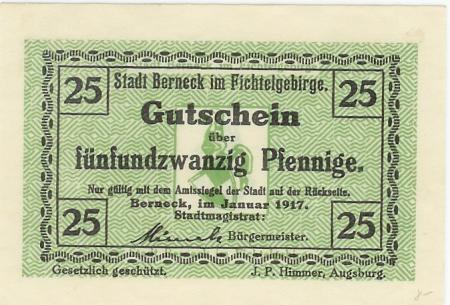 25 Stadt Berneck im Fichtelgebirge. 25
Gutschein
über
fünfundzwanzig Pfennige.
Nur gültig mit dem Amtssiegel der Stadt auf der Rückseite.
Berneck, im Januar 1917.
Stadtmagistrat:
25 Bürgermeister. 25
Gesetzlich geschützt. J. P. Himmer, Augsburg.